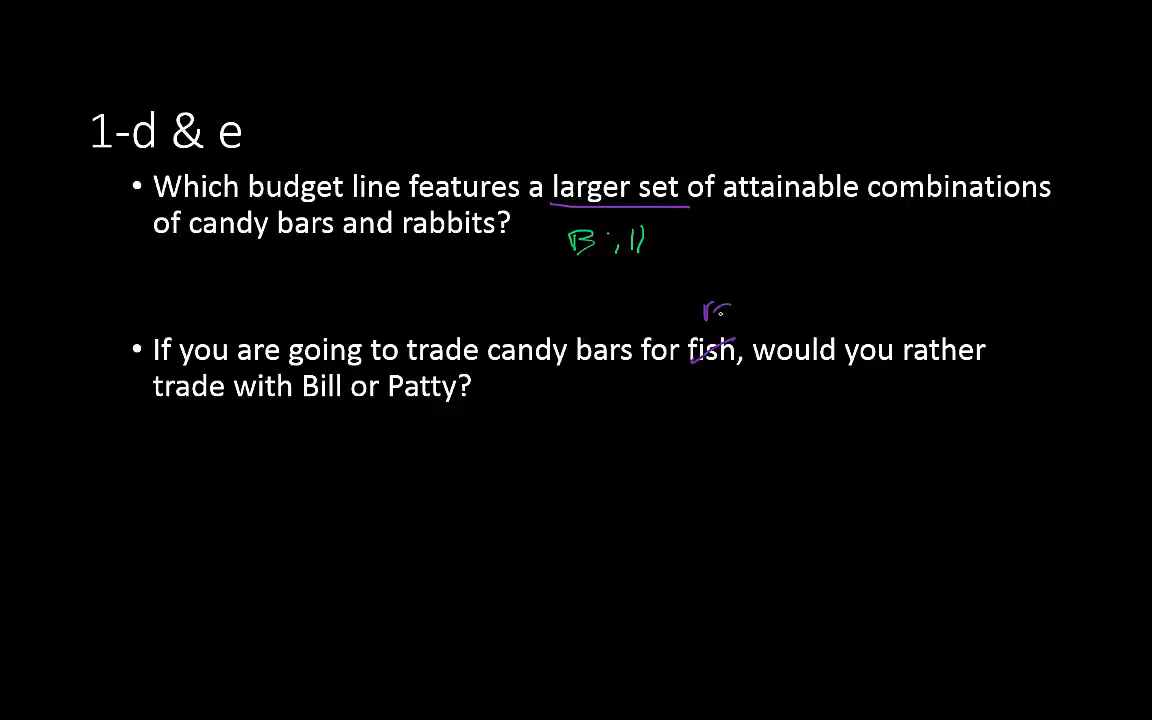 1-d & e
• Which budget line features a larger set of attainable combinations
of candy bars and rabbits?
Bill
• If you are going to trade candy bars for fish, would you rather
trade with Bill or Patty?